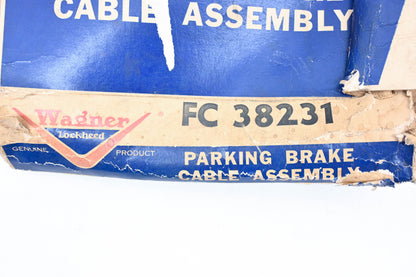 CABLE ASSEMBLY
Wagner
Lockheed
GENUINE PRODUCT
FC 38231
PARKING BRAKE
CABLE ASSEMBLY